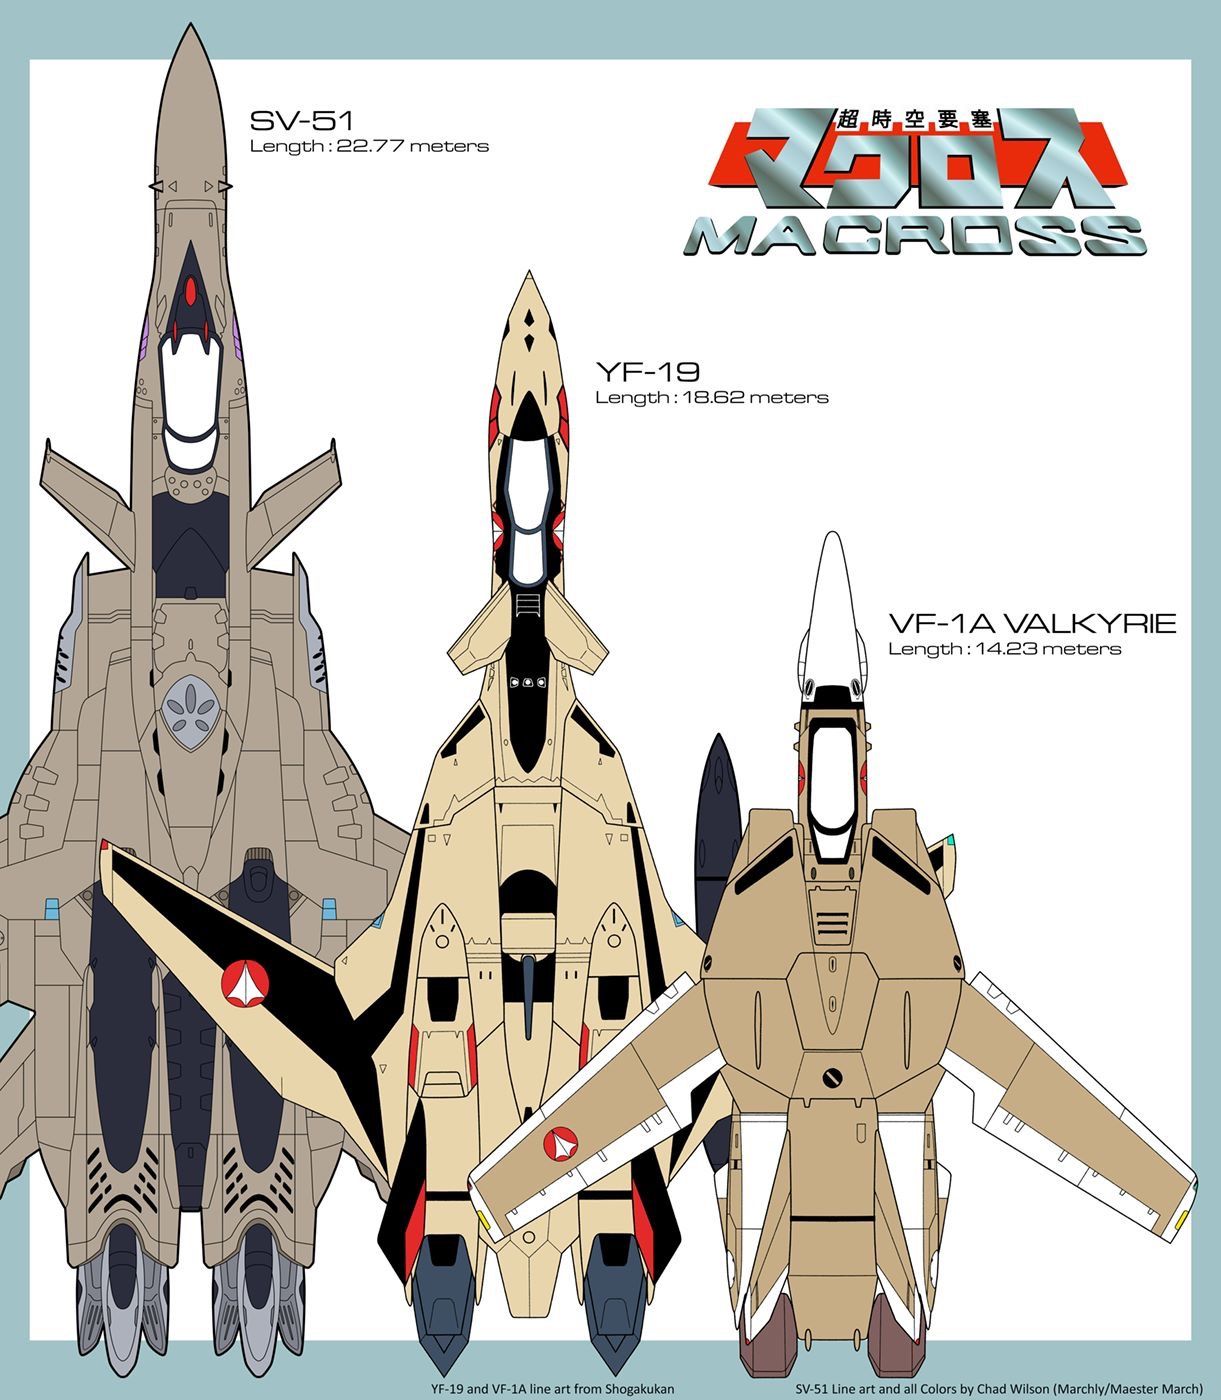 SV-51
Length : 22.77 meters
超時空要塞
マクロス
MACROSS
YF-19
Length : 18.62 meters
VF-1A VALKYRIE
Length : 14.23 meters
YF-19 and VF-1A line art from Shogakukan
SV-51 Line art and all Colors by Chad Wilson (Marchly/Maester March)